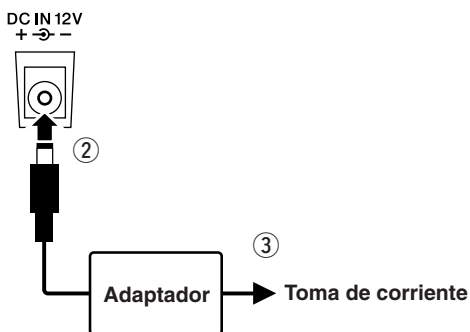 DC IN 12V
+ −
②
③
Adaptador
Toma de corriente